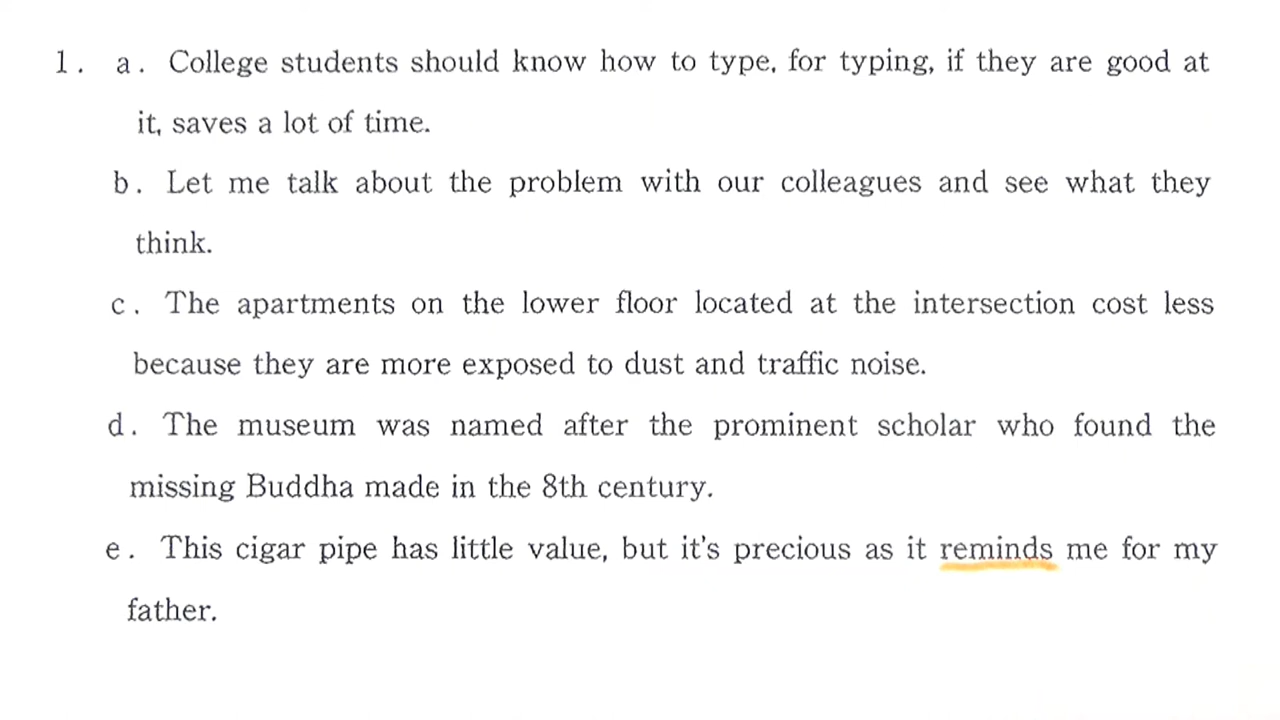 1. a. College students should know how to type, for typing, if they are good at
it, saves a lot of time.
b. Let me talk about the problem with our colleagues and see what they
think.
c. The apartments on the lower floor located at the intersection cost less
because they are more exposed to dust and traffic noise.
d. The museum was named after the prominent scholar who found the
missing Buddha made in the 8th century.
e. This cigar pipe has little value, but it's precious as it reminds me for my
father.